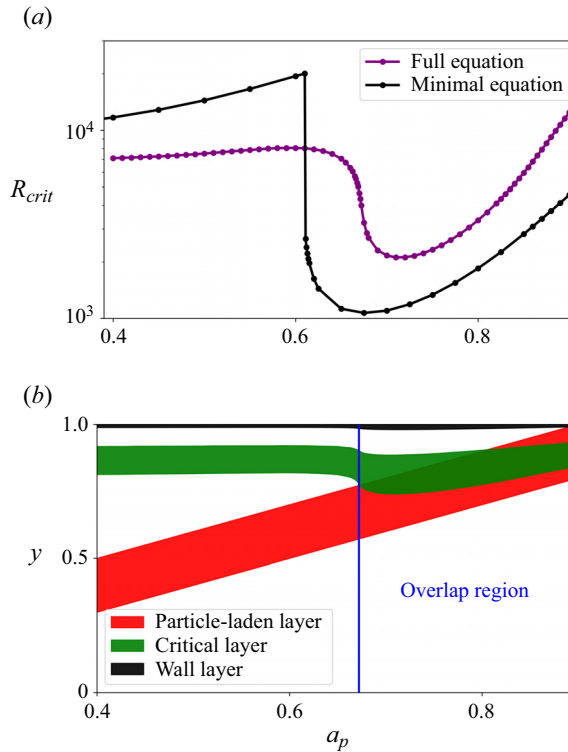 (a)
Full equation
Minimal equation
10^4
R_crit
10^3
0.4 0.6 0.8
(b)
1.0
y 0.5
Overlap region
Particle-laden layer
Critical layer
Wall layer
0
0.4 0.6 0.8
a_p